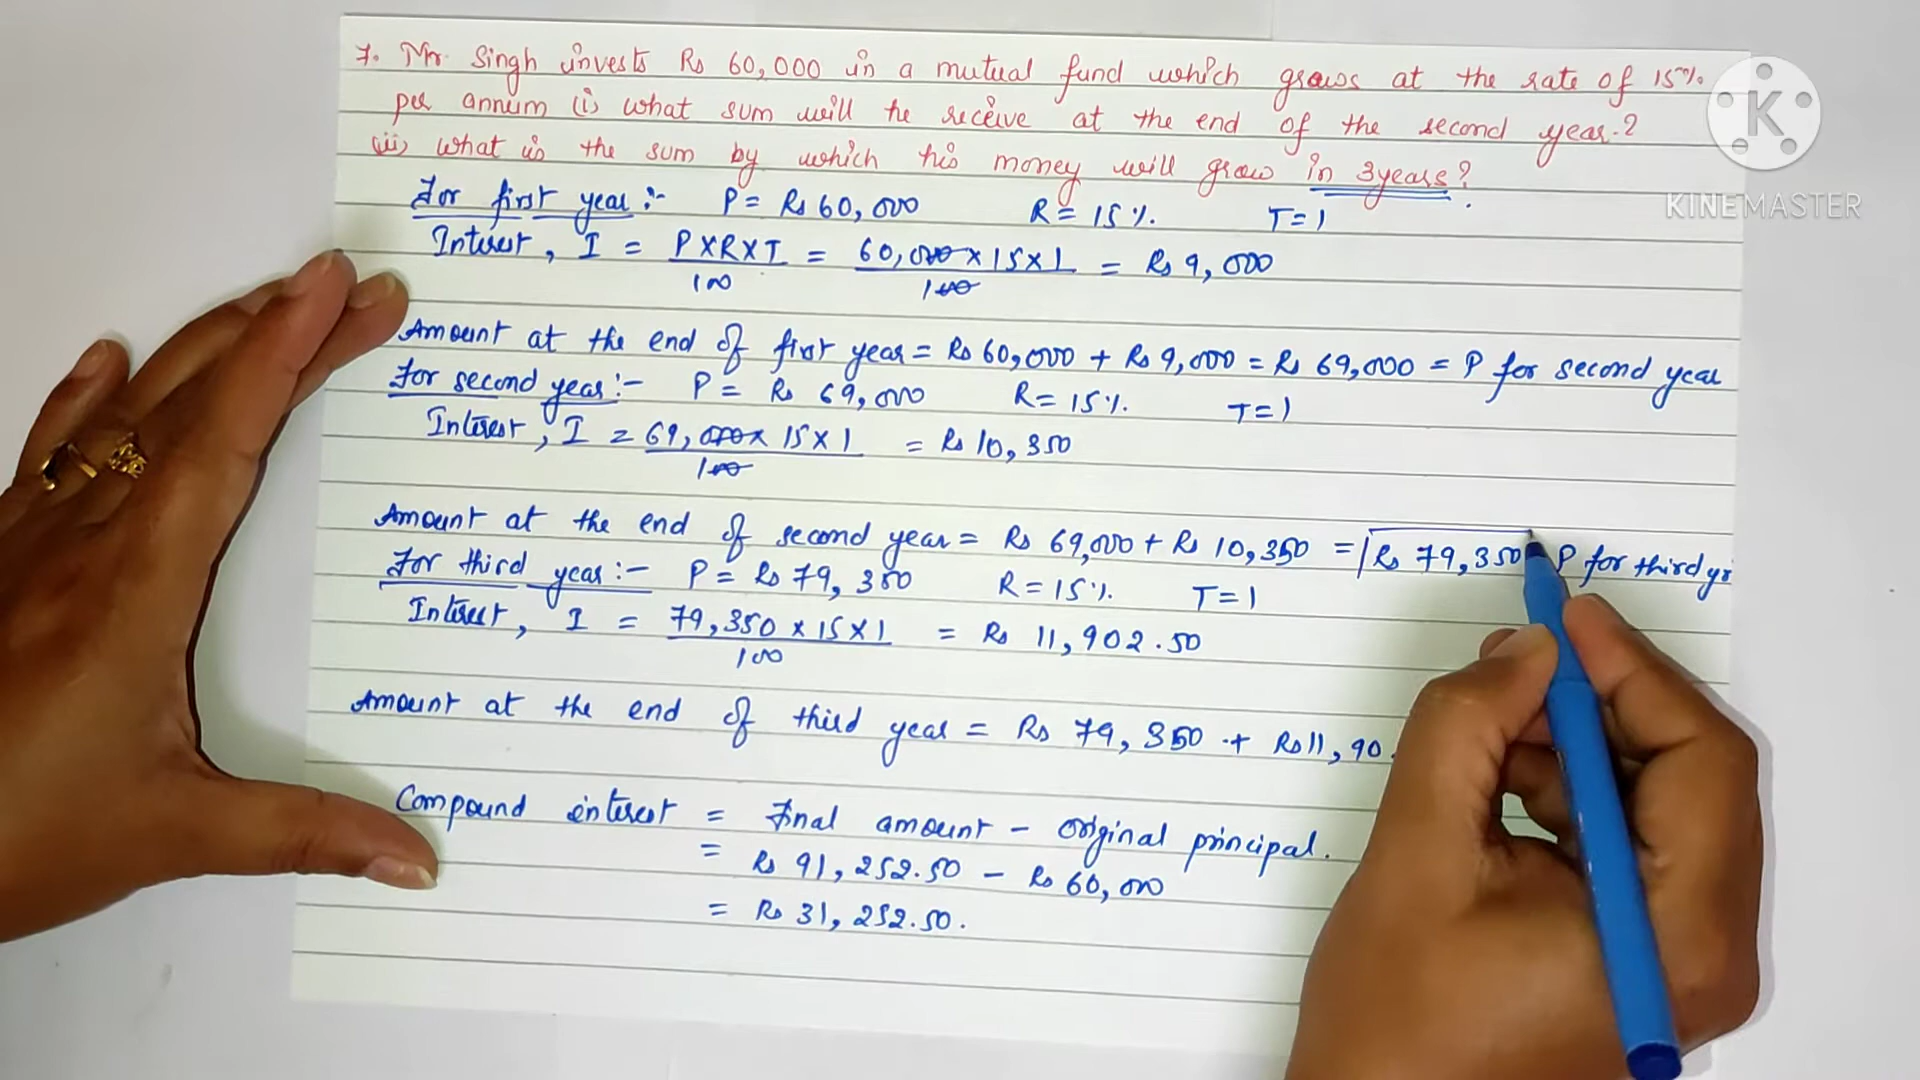 7. Mr. Singh invests Rs 60,000 in a mutual fund which grows at the rate of 15%
per annum (i) what sum will he receive at the end of the second year.?
(ii) what is the sum by which his money will grow in 3years?
For first year:- P = Rs 60,000 R = 15%. T = 1
Interest, I = P X R X T / 100 = 60,000 x 15 x 1 / 100 = Rs 9,000
Amount at the end of first year = Rs 60,000 + Rs 9,000 = Rs 69,000 = P for second year
For second year:- P = Rs 69,000 R = 15%. T = 1
Interest, I = 69,000 x 15 x 1 / 100 = Rs 10,350
Amount at the end of second year = Rs 69,000 + Rs 10,350 = Rs 79,350 P for third yr
For third year:- P = Rs 79,350 R = 15%. T = 1
Interest, I = 79,350 x 15 x 1 / 100 = Rs 11,902.50
Amount at the end of third year = Rs 79,350 + Rs 11,90
Compound interest = final amount - original principal.
= Rs 91,252.50 - Rs 60,000
= Rs 31,252.50.
K
KINEMASTER